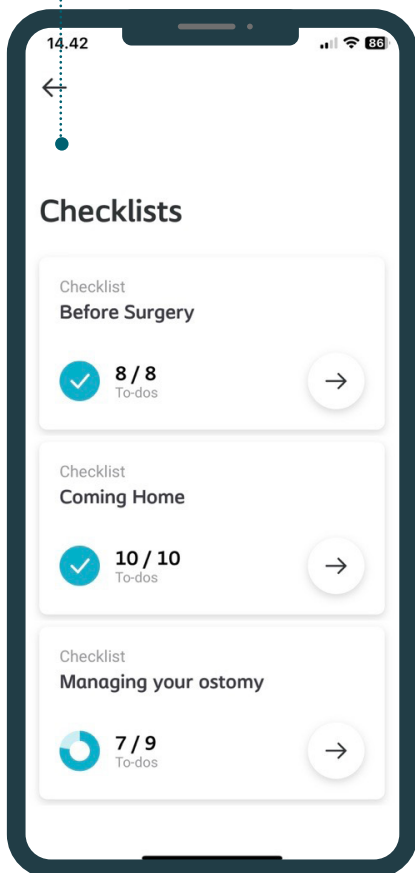 14.42
86
Checklists
Checklist
Before Surgery
8 / 8
To-dos
Checklist
Coming Home
10 / 10
To-dos
Checklist
Managing your ostomy
7 / 9
To-dos